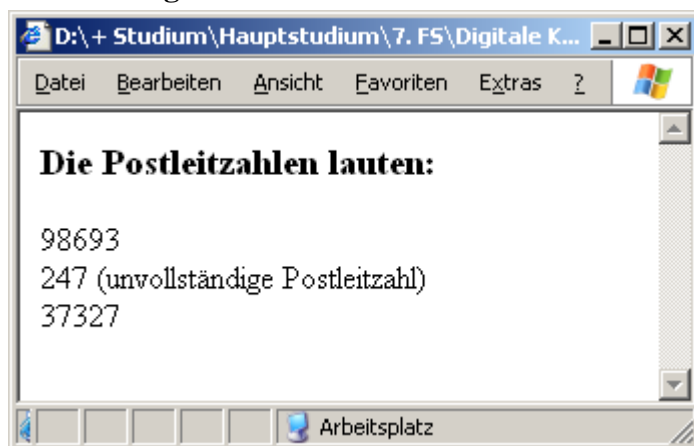 D:\+ Studium\Hauptstudium\7. FS\Digitale K...
Datei Bearbeiten Ansicht Favoriten Extras ?
Die Postleitzahlen lauten:
98693
247 (unvollständige Postleitzahl)
37327
Arbeitsplatz